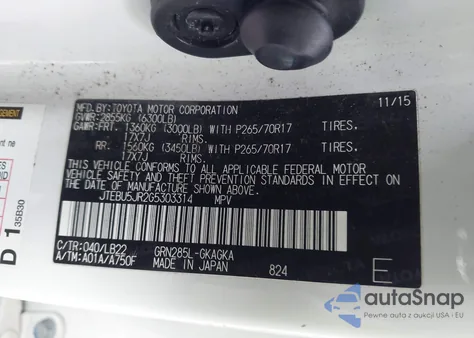 MFD.BY:TOYOTA MOTOR CORPORATION 11/15
GVWR:2855KG (6300LB)
GAWR:FRT. 1360KG (3000LB) WITH P265/70R17 TIRES.
17X7J RIMS.
RR. 1560KG (3450LB) WITH P265/70R17 TIRES.
17X7J RIMS.
THIS VEHICLE CONFORMS TO ALL APPLICABLE FEDERAL MOTOR
VEHICLE SAFETY AND THEFT PREVENTION STANDARDS IN EFFECT
ON THE DATE OF MANUFACTURE SHOWN ABOVE.
JTEBU5JR2G5303314 MPV
C/TR:040/LB22 GRN285L-GKAGKA
A/TM:A01A/A750F MADE IN JAPAN 824 E
D 1 35B30
autaSnap
Pewne auta z aukcji USA - EU